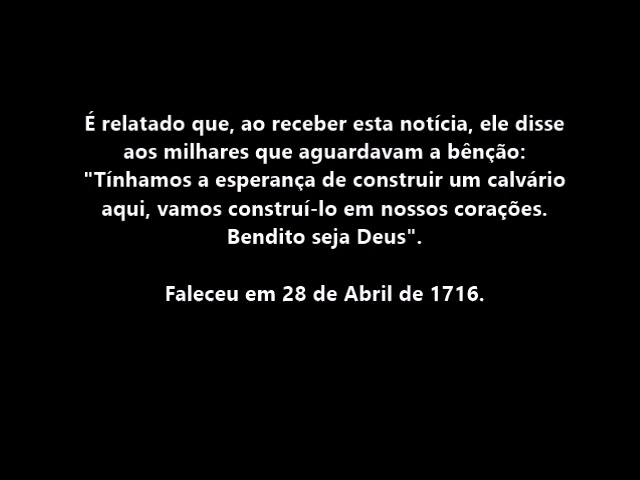 É relatado que, ao receber esta notícia, ele disse
aos milhares que aguardavam a bênção:
"Tínhamos a esperança de construir um calvário
aqui, vamos construí-lo em nossos corações.
Bendito seja Deus".
Faleceu em 28 de Abril de 1716.